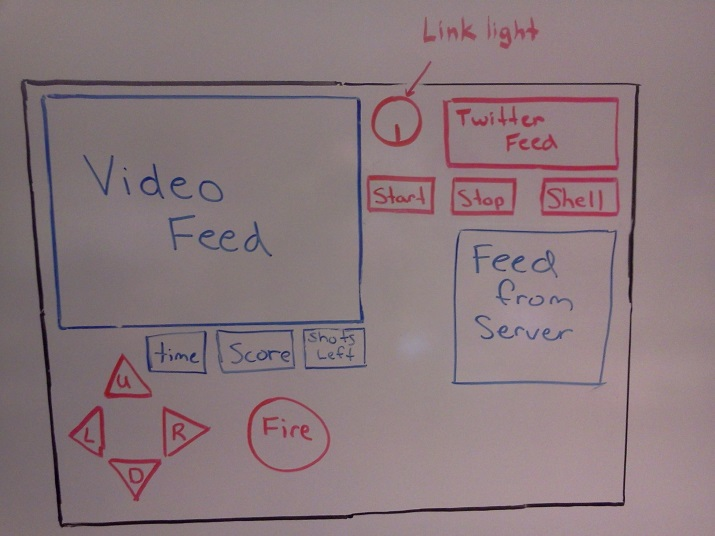 Link light
Video
Feed
Twitter
Feed
Start
Stop
Shell
Feed
from
Server
time
Score
Shots
Left
U
L
R
D
Fire